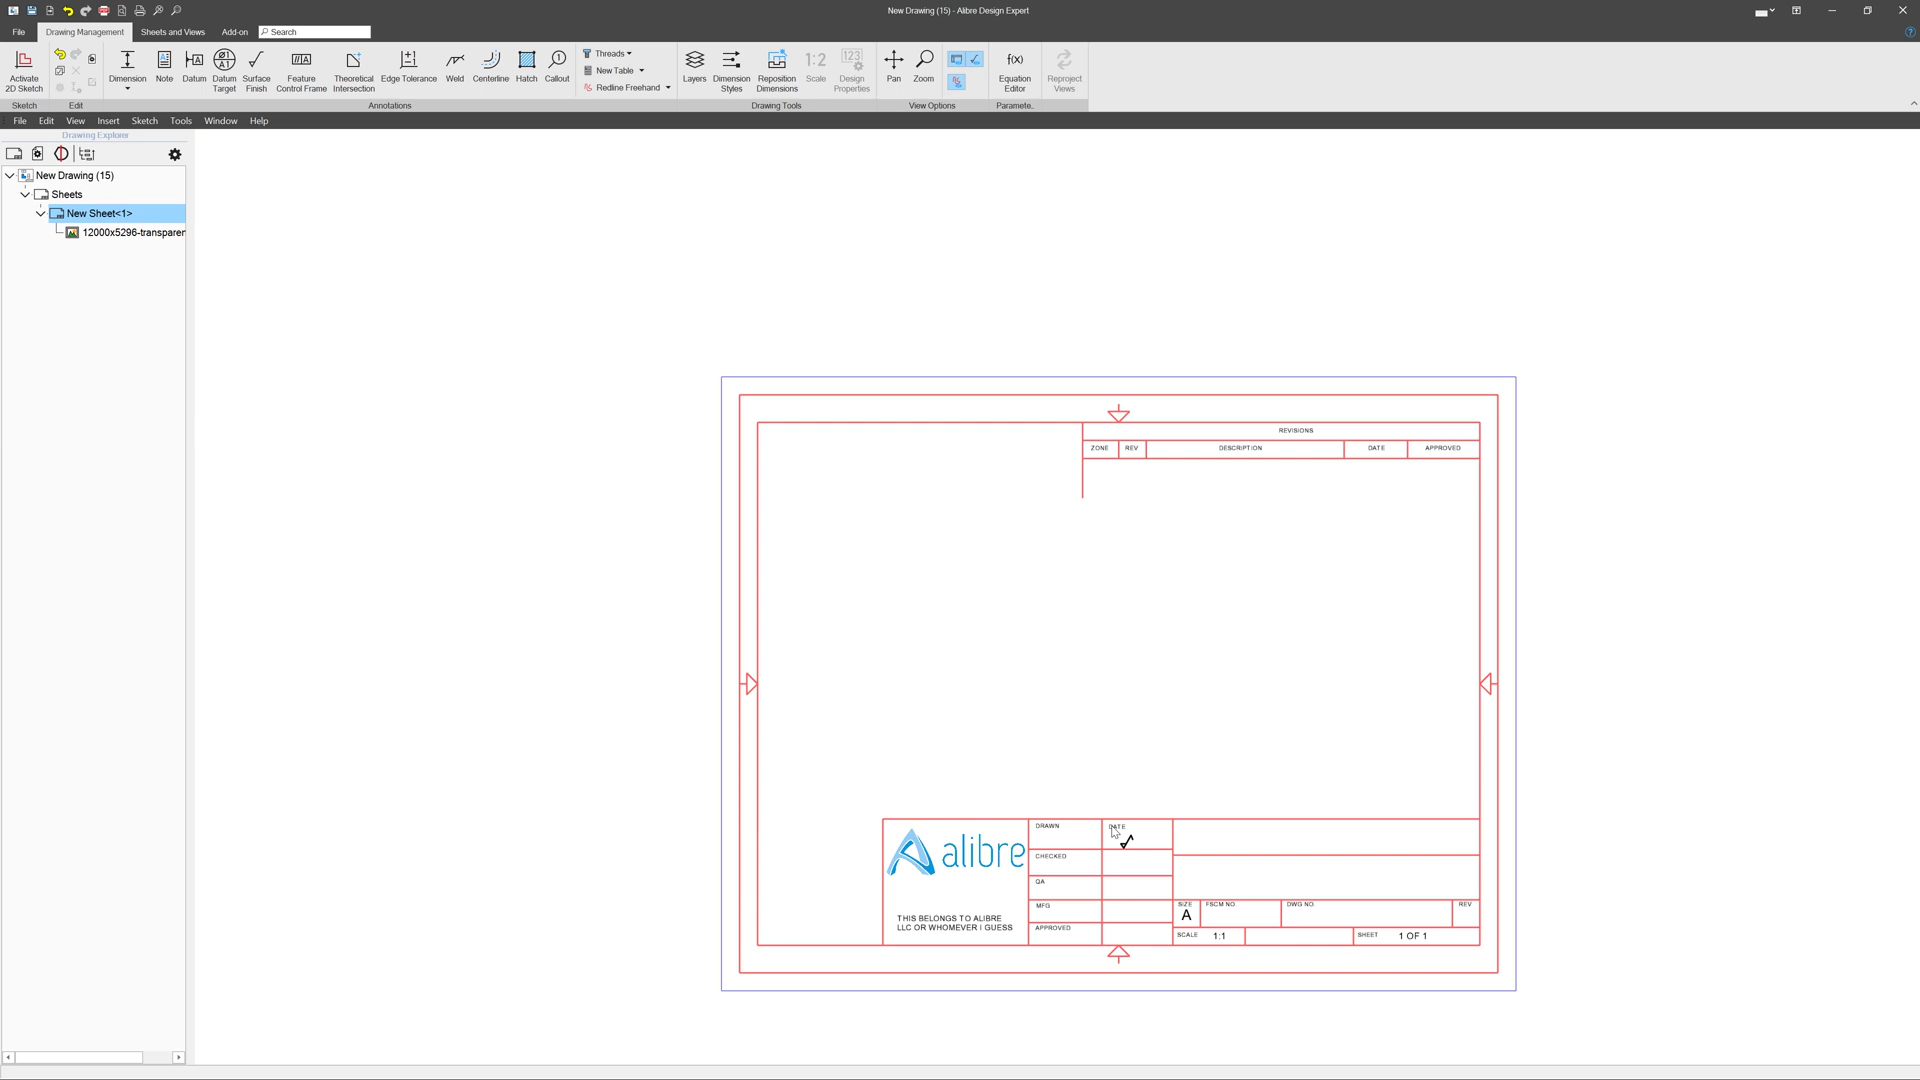 New Drawing (15) - Alibre Design Expert
File
Drawing Management
Sheets and Views
Add-on
Search
Activate
2D Sketch
Dimension
Note
Datum
Datum
Target
Surface
Finish
Feature
Control Frame
Theoretical
Intersection
Edge Tolerance
Weld
Centerline
Hatch
Callout
Threads
New Table
Redline Freehand
Layers
Dimension
Styles
Reposition
Dimensions
1:2
Scale
123
Design
Properties
Pan
Zoom
f(x)
Equation
Editor
Reproject
Views
Sketch
Edit
Annotations
Drawing Tools
View Options
Paramete..
File Edit View Insert Sketch Tools Window Help
Drawing Explorer
New Drawing (15)
Sheets
New Sheet<1>
12000x5296-transparen
REVISIONS
ZONE REV DESCRIPTION DATE APPROVED
alibre
THIS BELONGS TO ALIBRE
LLC OR WHOMEVER I GUESS
DRAWN
DATE
CHECKED
QA
MFG
APPROVED
SIZE
A
FSCM NO
DWG NO
REV
SCALE 1:1
SHEET 1 OF 1